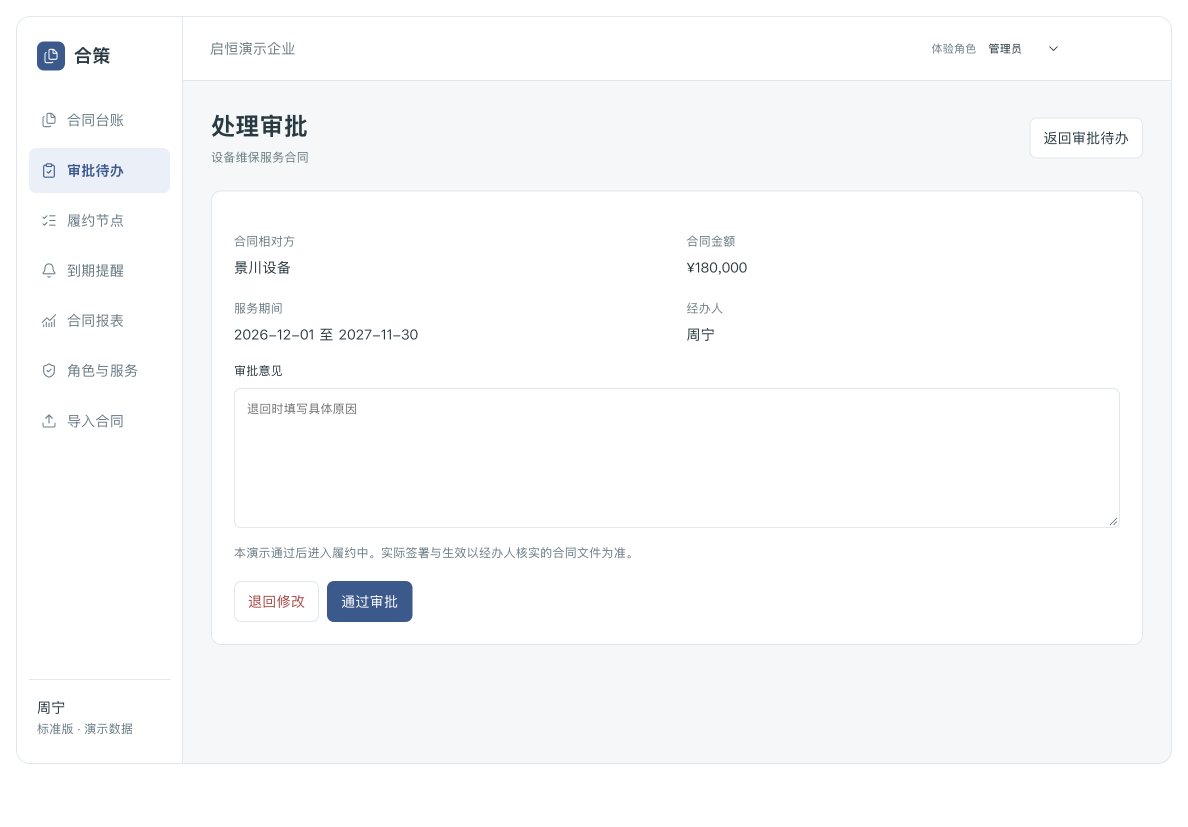 合策
合同台账
审批待办
履约节点
到期提醒
合同报表
角色与服务
导入合同
周宁
标准版 · 演示数据
启恒演示企业
体验角色 管理员
处理审批
设备维保服务合同
返回审批待办
合同相对方
景川设备
合同金额
¥180,000
服务期间
2026-12-01 至 2027-11-30
经办人
周宁
审批意见
退回时填写具体原因
本演示通过后进入履约中。实际签署与生效以经办人核实的合同文件为准。
退回修改
通过审批